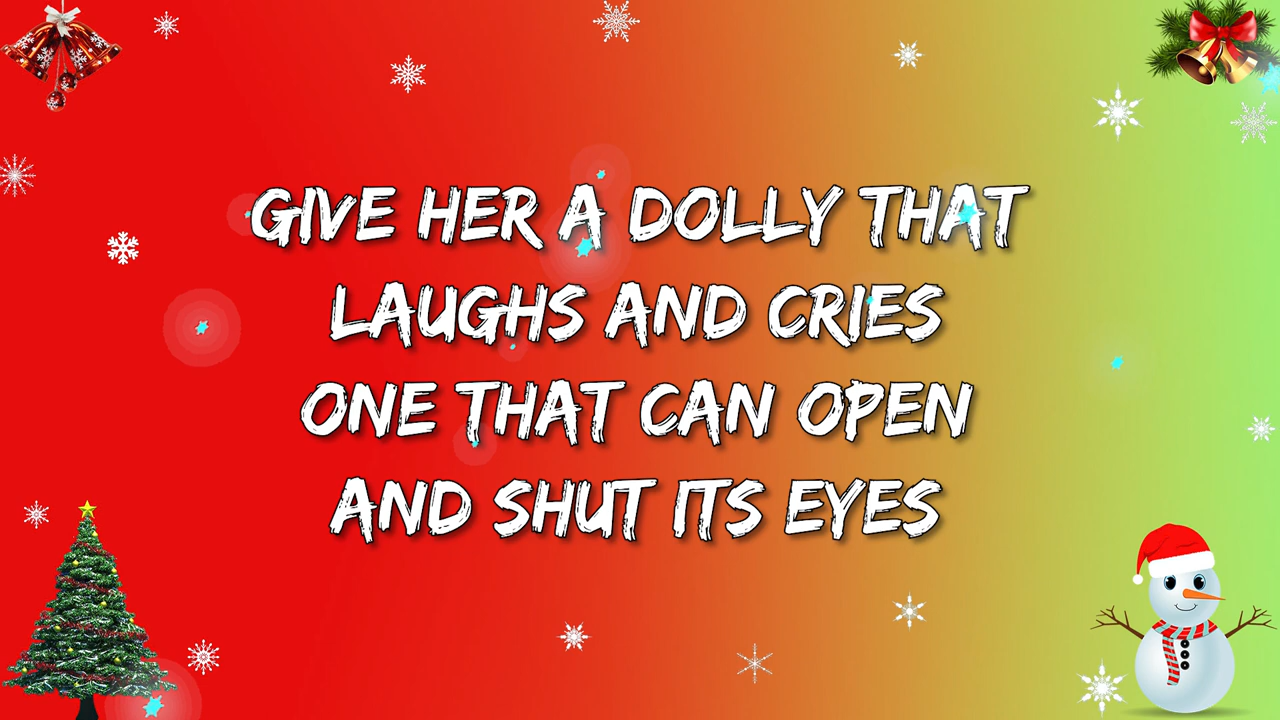 GIVE HER A DOLLY THAT
LAUGHS AND CRIES
ONE THAT CAN OPEN
AND SHUT ITS EYES